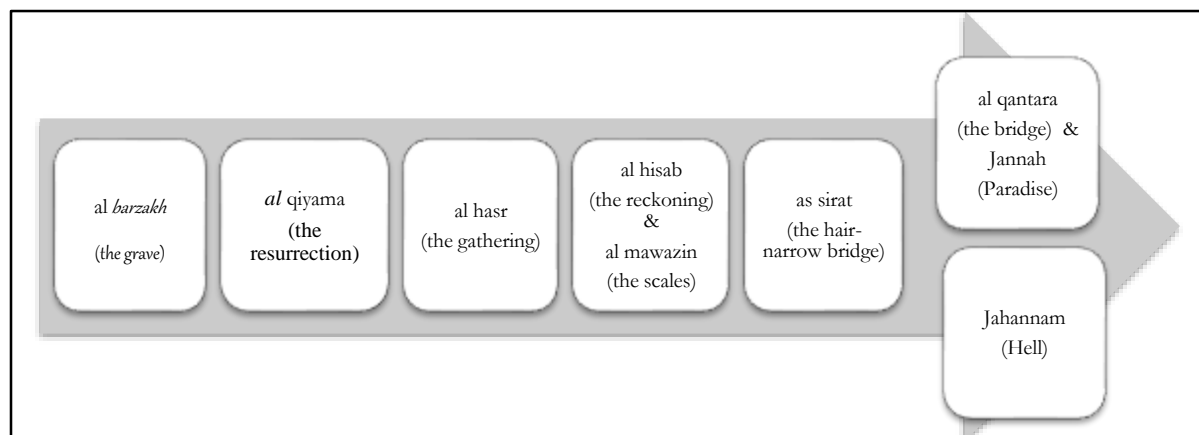 al barzakh
(the grave)
al qiyama
(the
resurrection)
al hasr
(the gathering)
al hisab
(the reckoning)
&
al mawazin
(the scales)
as sirat
(the hair-
narrow bridge)
al qantara
(the bridge) &
Jannah
(Paradise)
Jahannam
(Hell)